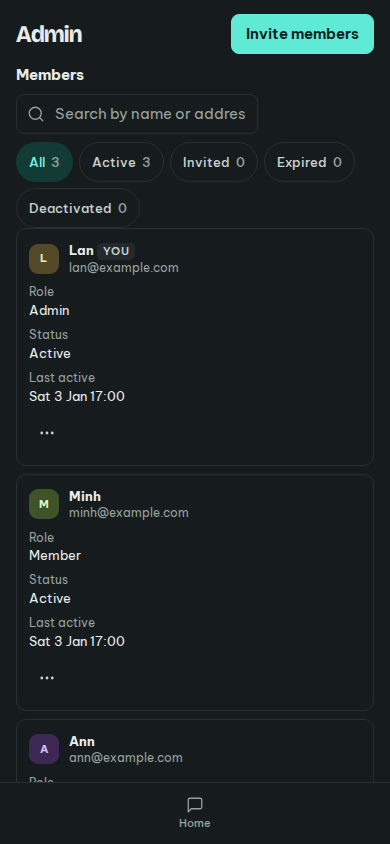 Admin
Invite members
Members
Search by name or addres
All 3
Active 3
Invited 0
Expired 0
Deactivated 0
L
Lan YOU
lan@example.com
Role
Admin
Status
Active
Last active
Sat 3 Jan 17:00
M
Minh
minh@example.com
Role
Member
Status
Active
Last active
Sat 3 Jan 17:00
A
Ann
ann@example.com
Role
Home